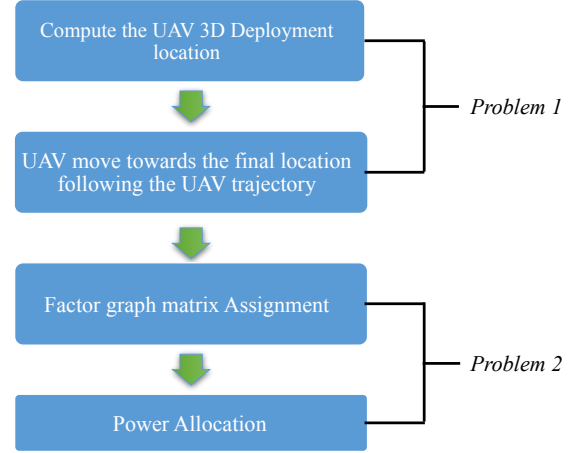 Compute the UAV 3D Deployment
location
Problem 1
UAV move towards the final location
following the UAV trajectory
Factor graph matrix Assignment
Problem 2
Power Allocation